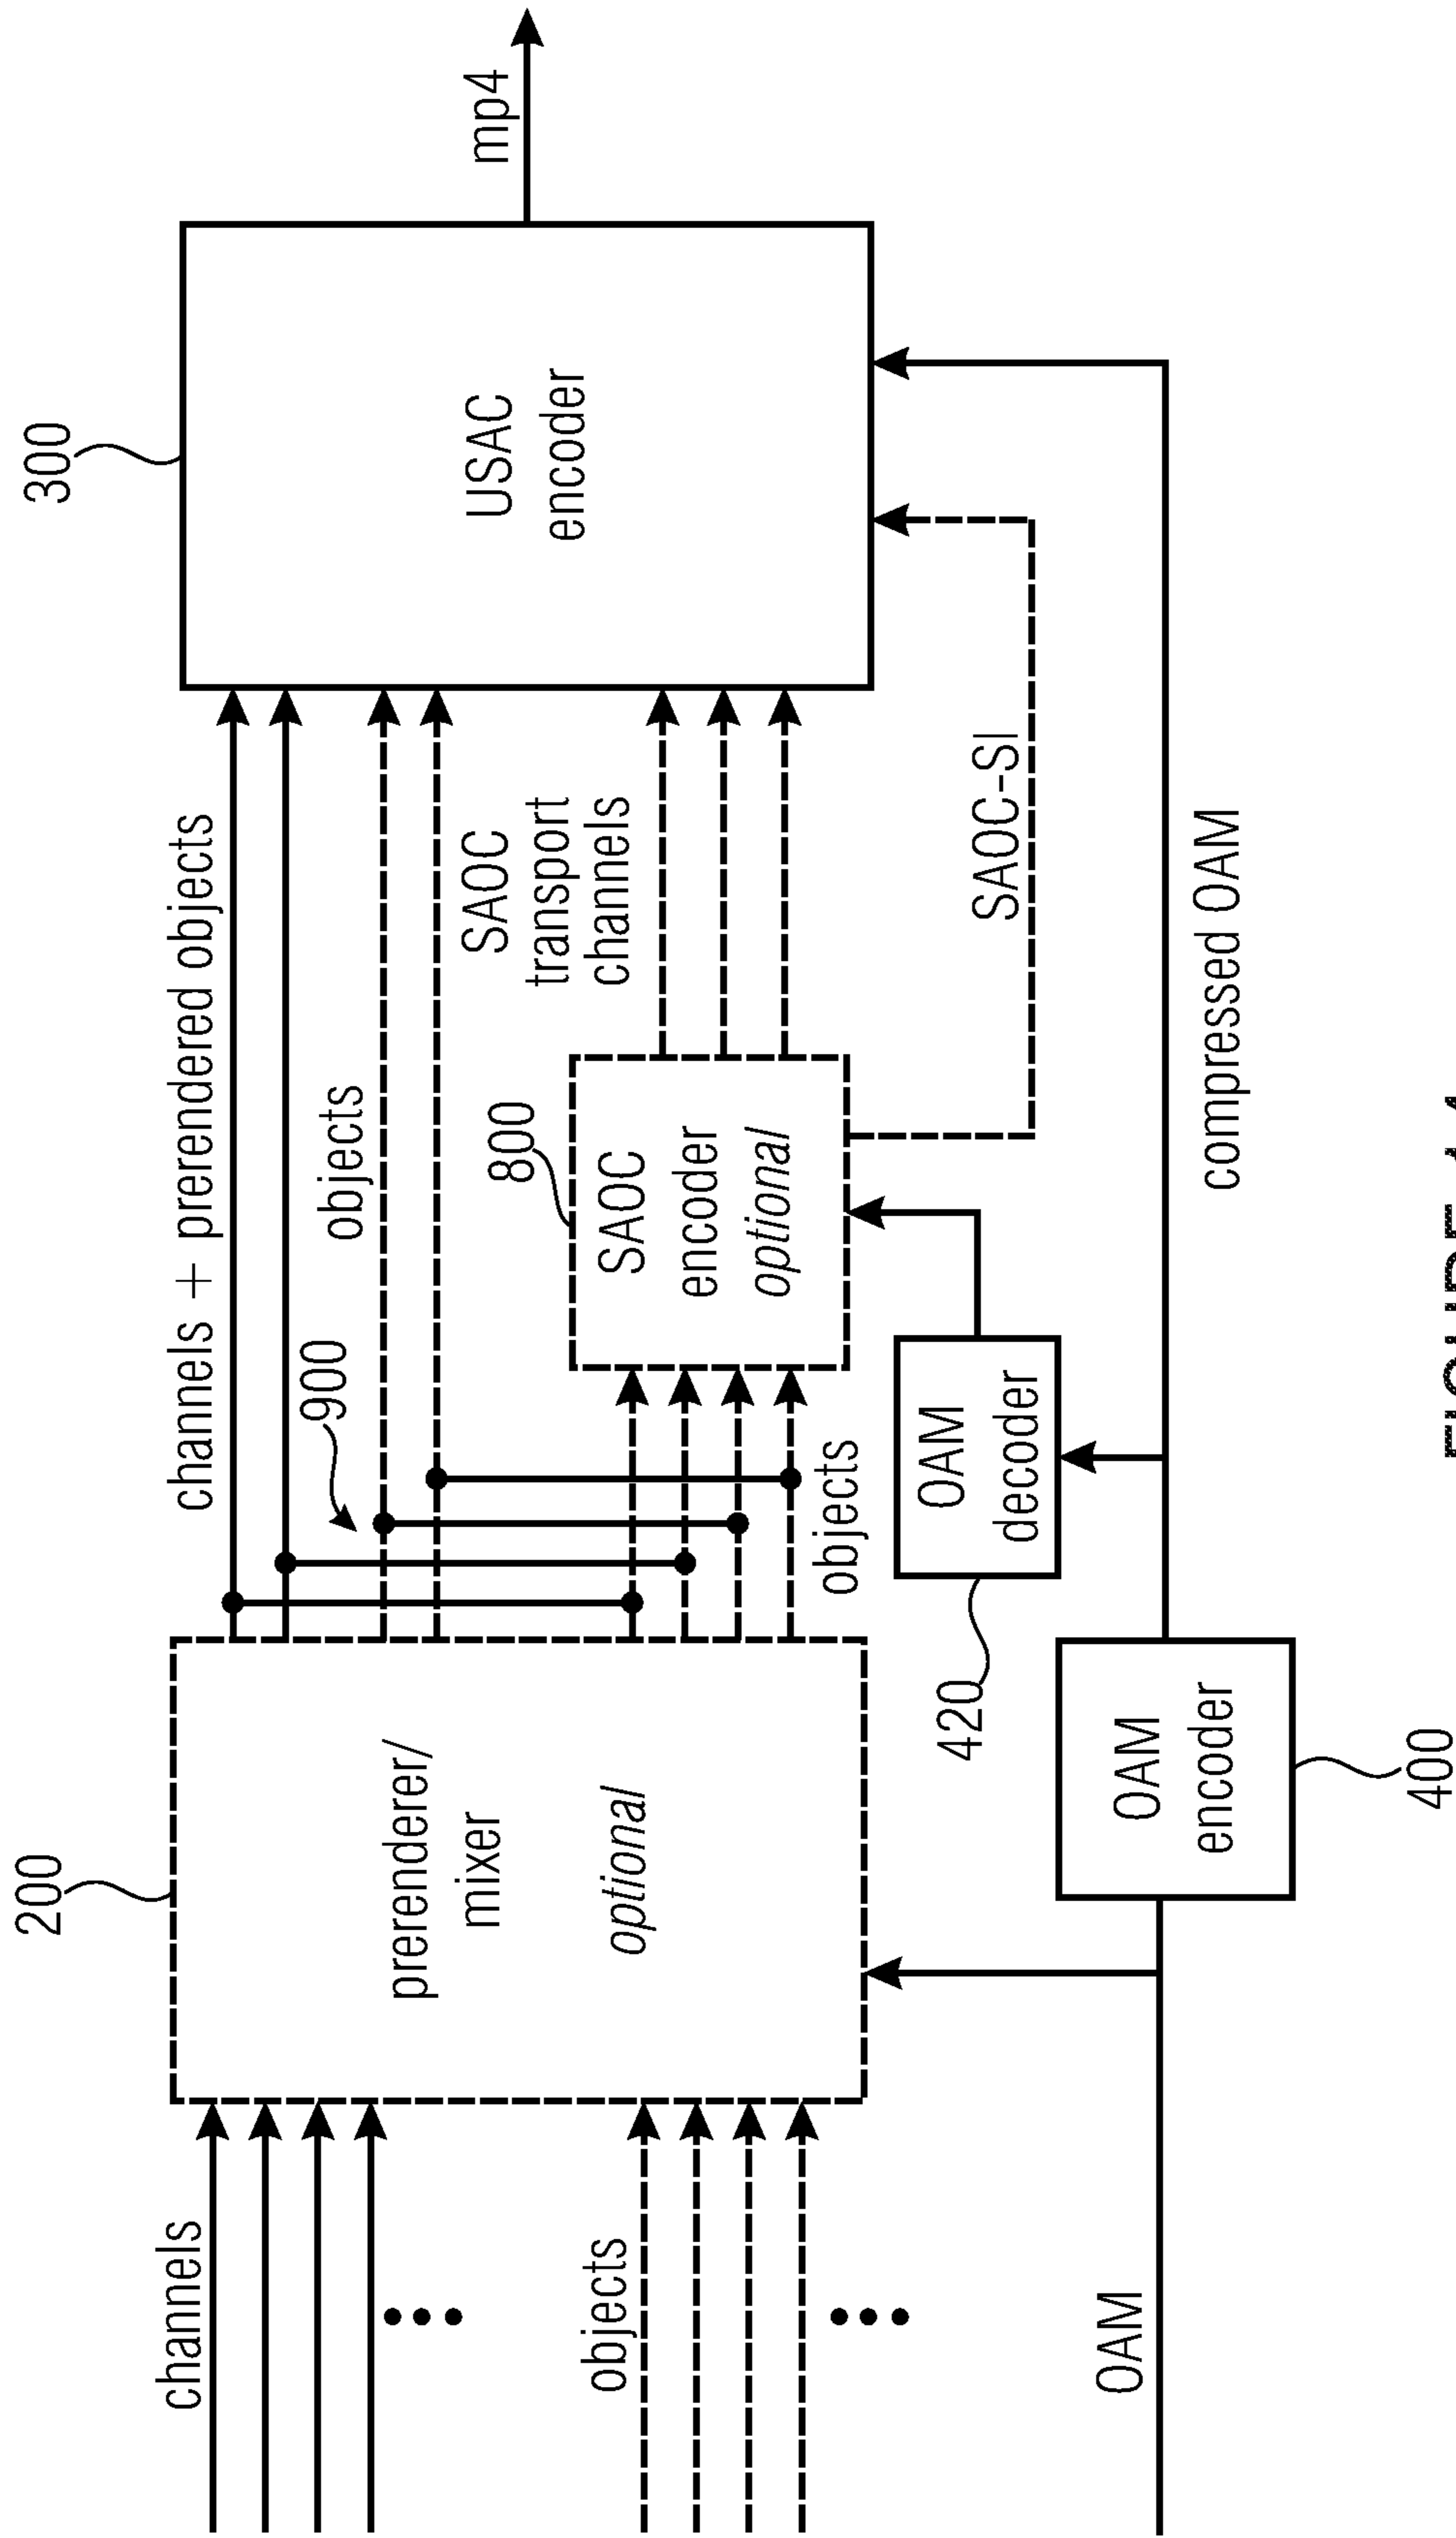 200
300
channels
channels + prerendered objects
mp4
900
objects
prerenderer/
mixer
optional
USAC
encoder
SAOC
transport
channels
800
objects
SAOC
encoder
optional
objects
SAOC-SI
OAM
decoder
420
OAM
compressed OAM
OAM
encoder
400